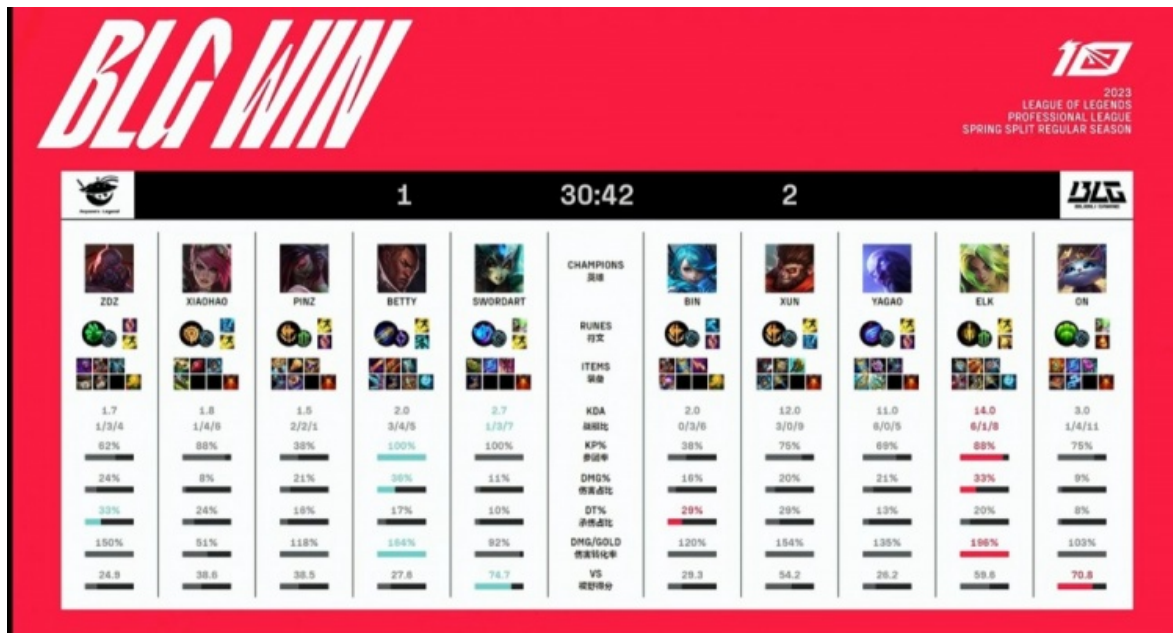 BLG WIN
2023
LEAGUE OF LEGENDS
PROFESSIONAL LEAGUE
SPRING SPLIT REGULAR SEASON
1 30:42 2
BLG
CHAMPIONS
英雄
ZDZ XIAOHAO PINZ BETTY SWORDART BIN XUN YAGAO ELK ON
RUNES
符文
ITEMS
装备
1.7 1.8 1.5 2.0 2.7 KDA 2.0 12.0 11.0 14.0 3.0
1/3/4 1/4/6 2/2/1 3/4/5 1/3/7 战损比 0/3/6 3/0/9 6/0/5 6/1/8 1/4/11
62% 88% 38% 100% 100% KP% 38% 75% 69% 88% 75%
参团率
24% 8% 21% 36% 11% DMG% 16% 20% 21% 33% 9%
伤害占比
33% 24% 16% 17% 10% DT% 29% 29% 13% 20% 8%
承伤占比
150% 51% 118% 184% 92% DMG/GOLD 120% 154% 135% 196% 103%
伤害转化率
24.9 38.6 38.5 27.6 74.7 VS 29.3 54.2 26.2 59.6 70.8
视野得分